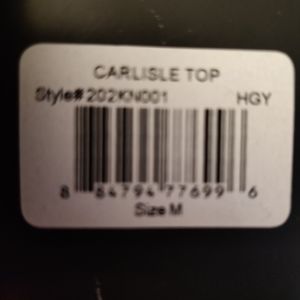 CARLISLE TOP
Style# 202KN001 HGY
8 84794 77699 6
Size M